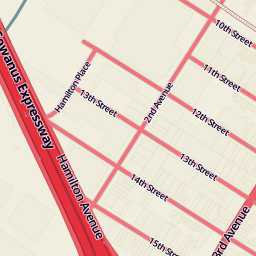 10th Street
11th Street
Gowanus Expressway
Hamilton Place
13th Street
2nd Avenue
12th Street
13th Street
Hamilton Avenue
14th Street
3rd Avenue
15th Street